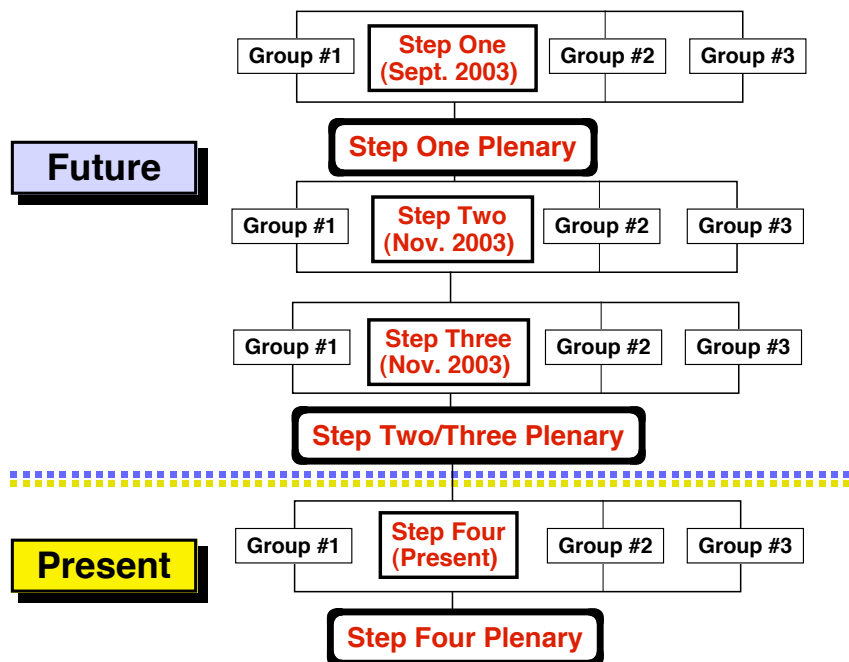 Group #1
Step One
(Sept. 2003)
Group #2
Group #3
Step One Plenary
Future
Group #1
Step Two
(Nov. 2003)
Group #2
Group #3
Group #1
Step Three
(Nov. 2003)
Group #2
Group #3
Step Two/Three Plenary
Group #1
Step Four
(Present)
Group #2
Group #3
Present
Step Four Plenary